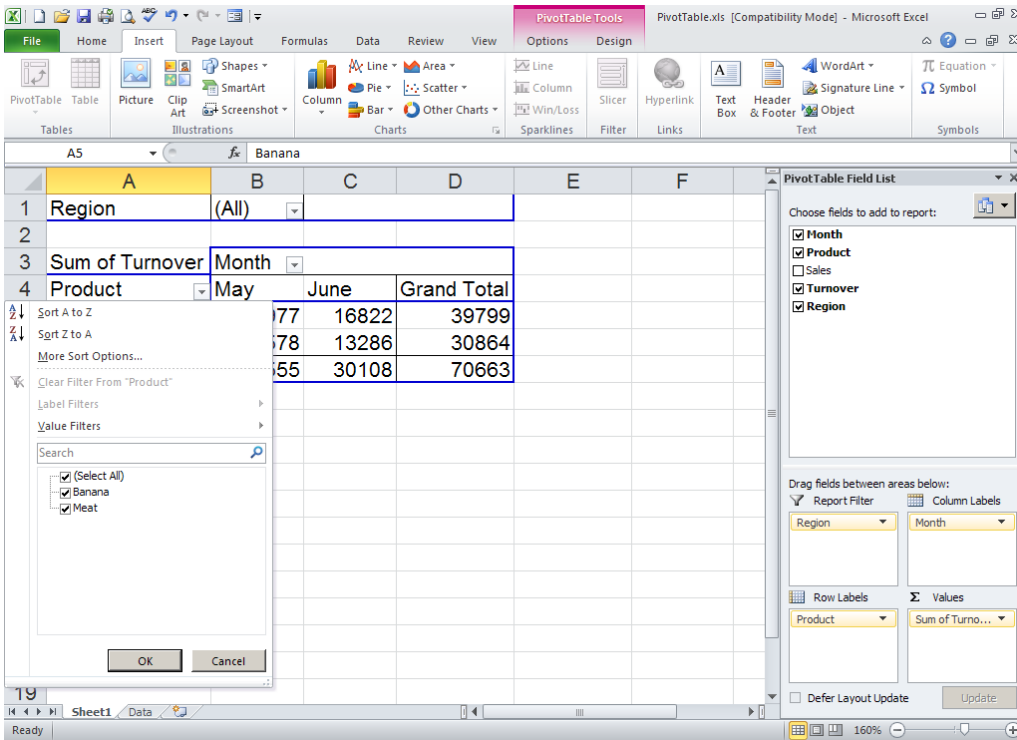 PivotTable Tools PivotTable.xls [Compatibility Mode] - Microsoft Excel
File Home Insert Page Layout Formulas Data Review View Options Design
PivotTable Table Picture Clip Art Shapes SmartArt Screenshot Column Line Pie Bar Area Scatter Other Charts Line Column Win/Loss Slicer Hyperlink Text Box Header & Footer WordArt Signature Line Object Equation Symbol
Tables Illustrations Charts Sparklines Filter Links Text Symbols
A5 fx Banana
A B C D E F
1 Region (All)
2
3 Sum of Turnover Month
4 Product May June Grand Total
77 16822 39799
578 13286 30864
555 30108 70663
Sort A to Z
Sort Z to A
More Sort Options...
Clear Filter From "Product"
Label Filters
Value Filters
Search
(Select All)
Banana
Meat
OK Cancel
19
PivotTable Field List
Choose fields to add to report:
Month
Product
Sales
Turnover
Region
Drag fields between areas below:
Report Filter Column Labels
Region Month
Row Labels Σ Values
Product Sum of Turno...
Defer Layout Update Update
Sheet1 Data
Ready 160%